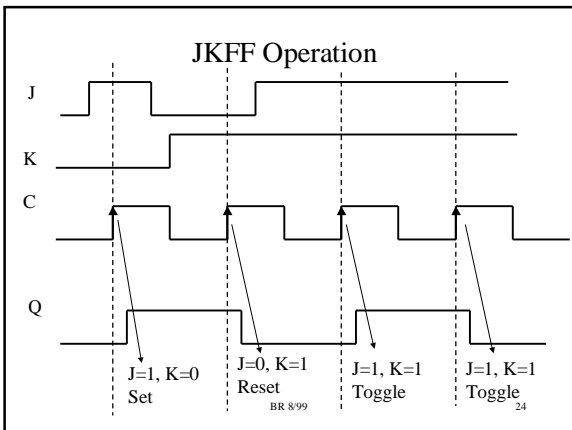 JKFF Operation
J
K
C
Q
J=1, K=0
Set
J=0, K=1
Reset
J=1, K=1
Toggle
J=1, K=1
Toggle
BR 8/99
24